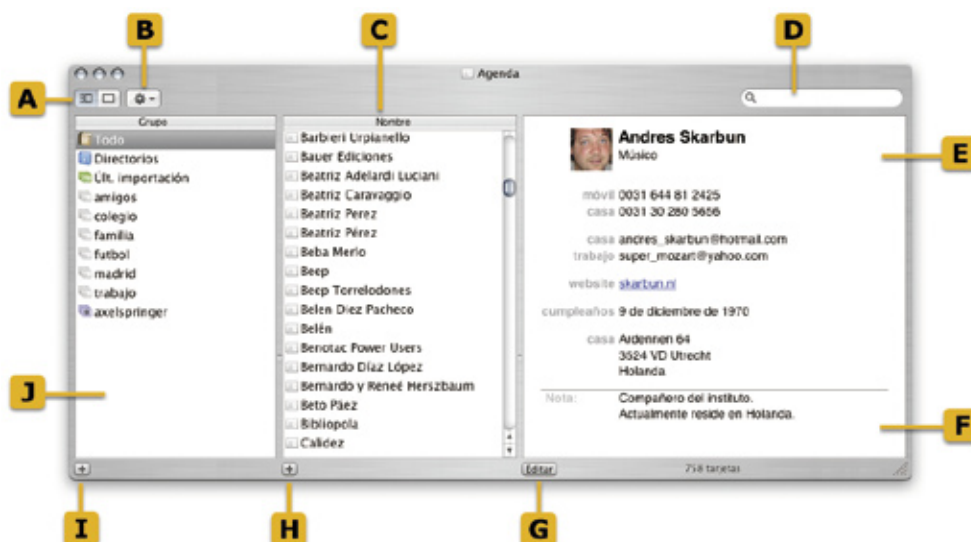 B
C
D
A
Agenda
Grupo
Todo
Directorios
Últ. importación
amigos
colegio
familia
futbol
madrid
trabajo
axelspringer
Nombre
Barbieri Urpianello
Bauer Ediciones
Beatriz Adelardi Luciani
Beatriz Caravaggio
Beatriz Perez
Beatriz Pérez
Beba Merlo
Beep
Beep Torrelodones
Belen Diez Pacheco
Belén
Benotac Power Users
Bernardo Díaz López
Bernardo y Reneé Herszbaum
Beto Páez
Bibliopola
Calidez
Andres Skarbun
Músico
móvil 0031 644 81 2425
casa 0031 30 280 5656
casa andres_skarbun@hotmail.com
trabajo super_mozart@yahoo.com
website skarbun.nl
cumpleaños 9 de diciembre de 1970
casa Ardennen 64
3524 VD Utrecht
Holanda
Nota: Compañero del instituto.
Actualmente reside en Holanda.
E
F
J
+
+
Editar
758 tarjetas
I
H
G